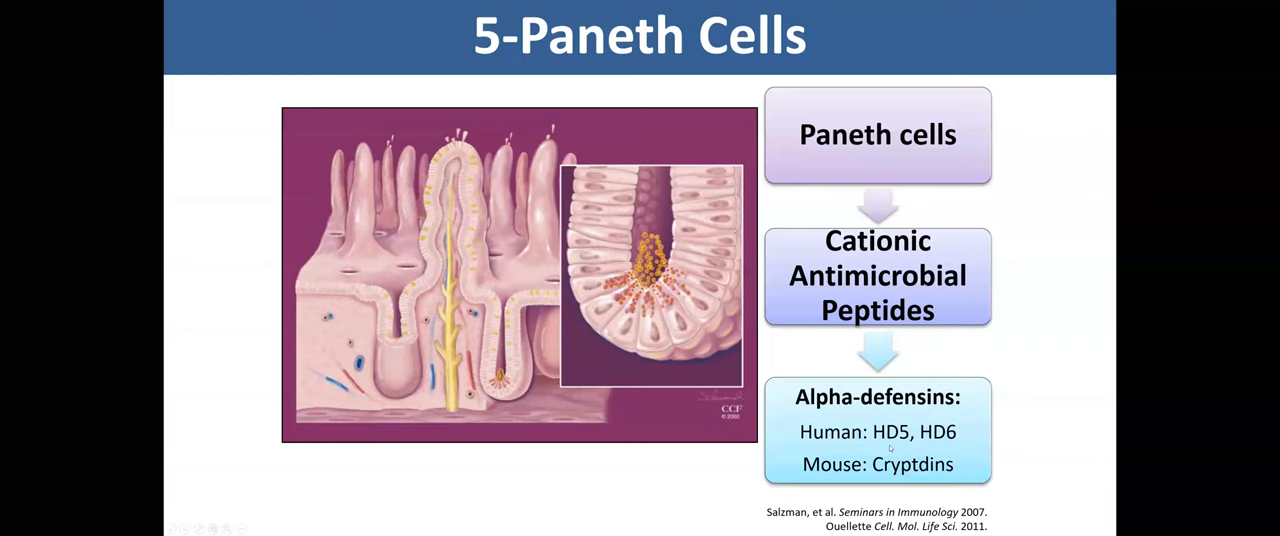 5-Paneth Cells
Paneth cells
Cationic
Antimicrobial
Peptides
Alpha-defensins:
Human: HD5, HD6
Mouse: Cryptdins
CCF
© 2003
Salzman, et al. Seminars in Immunology 2007.
Ouellette Cell. Mol. Life Sci. 2011.